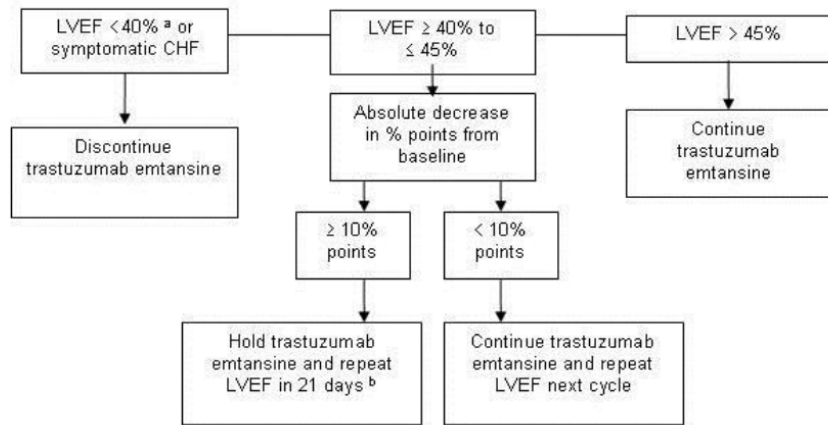 LVEF <40% ª or
symptomatic CHF
LVEF ≥ 40% to
≤ 45%
LVEF > 45%
Discontinue
trastuzumab emtansine
Absolute decrease
in % points from
baseline
Continue
trastuzumab
emtansine
≥ 10%
points
< 10%
points
Hold trastuzumab
emtansine and repeat
LVEF in 21 days ᵇ
Continue trastuzumab
emtansine and repeat
LVEF next cycle